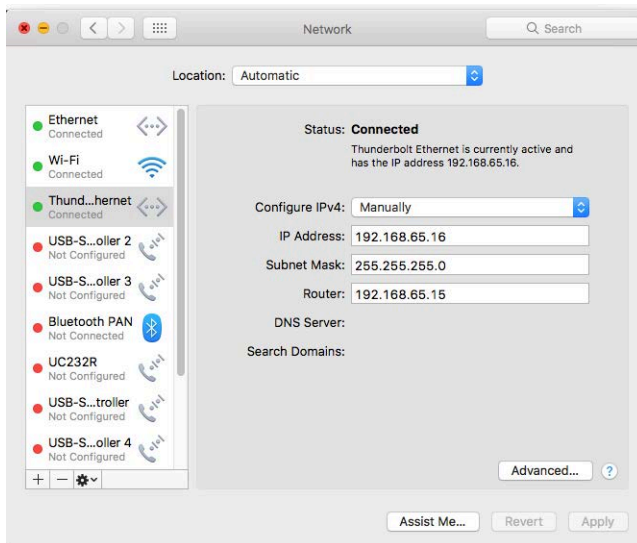 Network
Search
Location: Automatic
Ethernet
Connected
Wi-Fi
Connected
Thund...hernet
Connected
USB-S...oller 2
Not Configured
USB-S...oller 3
Not Configured
Bluetooth PAN
Not Connected
UC232R
Not Configured
USB-S...troller
Not Configured
USB-S...oller 4
Not Configured
Status: Connected
Thunderbolt Ethernet is currently active and
has the IP address 192.168.65.16.
Configure IPv4: Manually
IP Address: 192.168.65.16
Subnet Mask: 255.255.255.0
Router: 192.168.65.15
DNS Server:
Search Domains:
Advanced... ?
Assist Me... Revert Apply